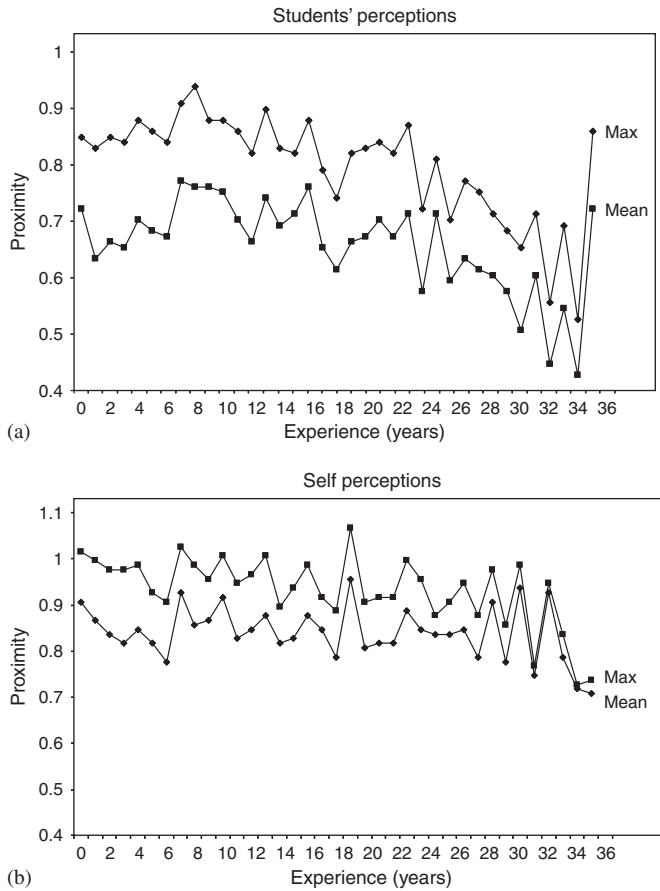 Students’ perceptions
1
0.9
0.8
0.7
0.6
0.5
0.4
Proximity
Max
Mean
0 2 4 6 8 10 12 14 16 18 20 22 24 26 28 30 32 34 36
Experience (years)
(a)
Self perceptions
1.1
1
0.9
0.8
0.7
0.6
0.5
0.4
Proximity
Max
Mean
0 2 4 6 8 10 12 14 16 18 20 22 24 26 28 30 32 34 36
Experience (years)
(b)